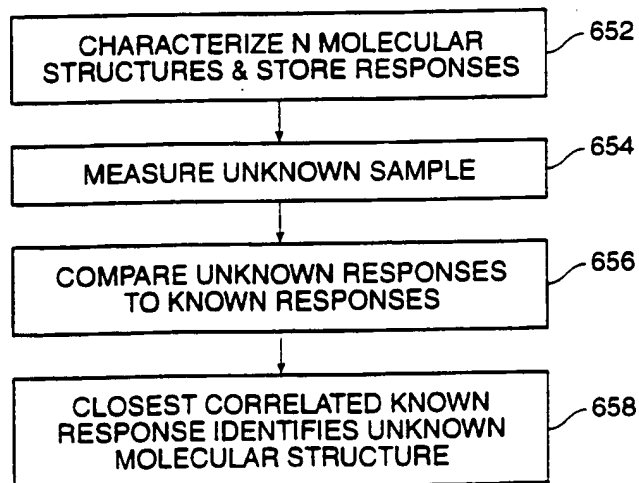 CHARACTERIZE N MOLECULAR
STRUCTURES & STORE RESPONSES
652
MEASURE UNKNOWN SAMPLE
654
COMPARE UNKNOWN RESPONSES
TO KNOWN RESPONSES
656
CLOSEST CORRELATED KNOWN
RESPONSE IDENTIFIES UNKNOWN
MOLECULAR STRUCTURE
658